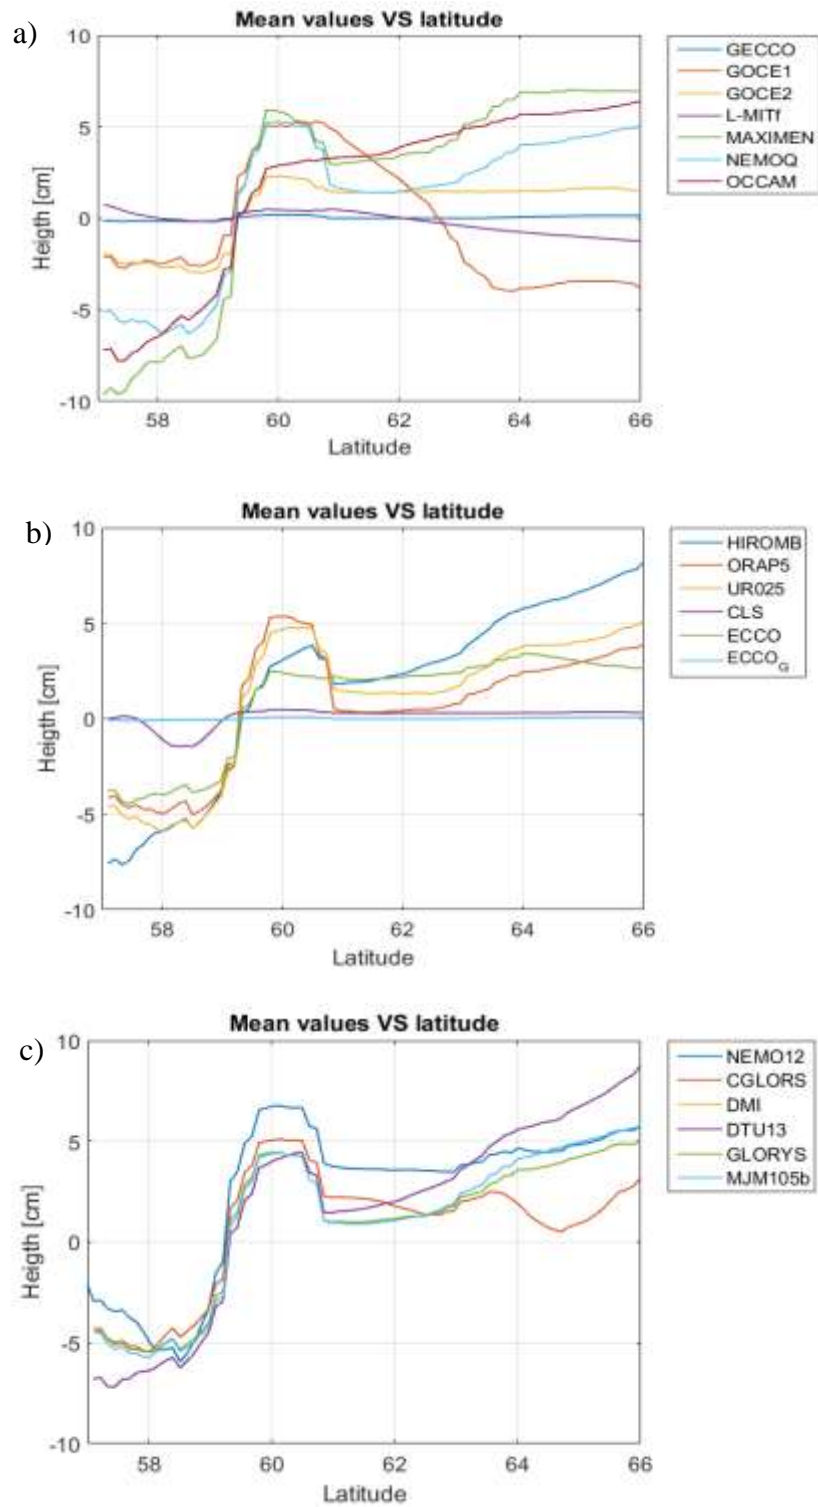 a)
Mean values VS latitude
10
5
0
-5
-10
Heigth [cm]
58 60 62 64 66
Latitude
GECCO
GOCE1
GOCE2
L-MITf
MAXIMEN
NEMOQ
OCCAM
b)
Mean values VS latitude
10
5
0
-5
-10
Heigth [cm]
58 60 62 64 66
Latitude
HIROMB
ORAP5
UR025
CLS
ECCO
ECCO_G
c)
Mean values VS latitude
10
5
0
-5
-10
Heigth [cm]
58 60 62 64 66
Latitude
NEMO12
CGLORS
DMI
DTU13
GLORYS
MJM105b